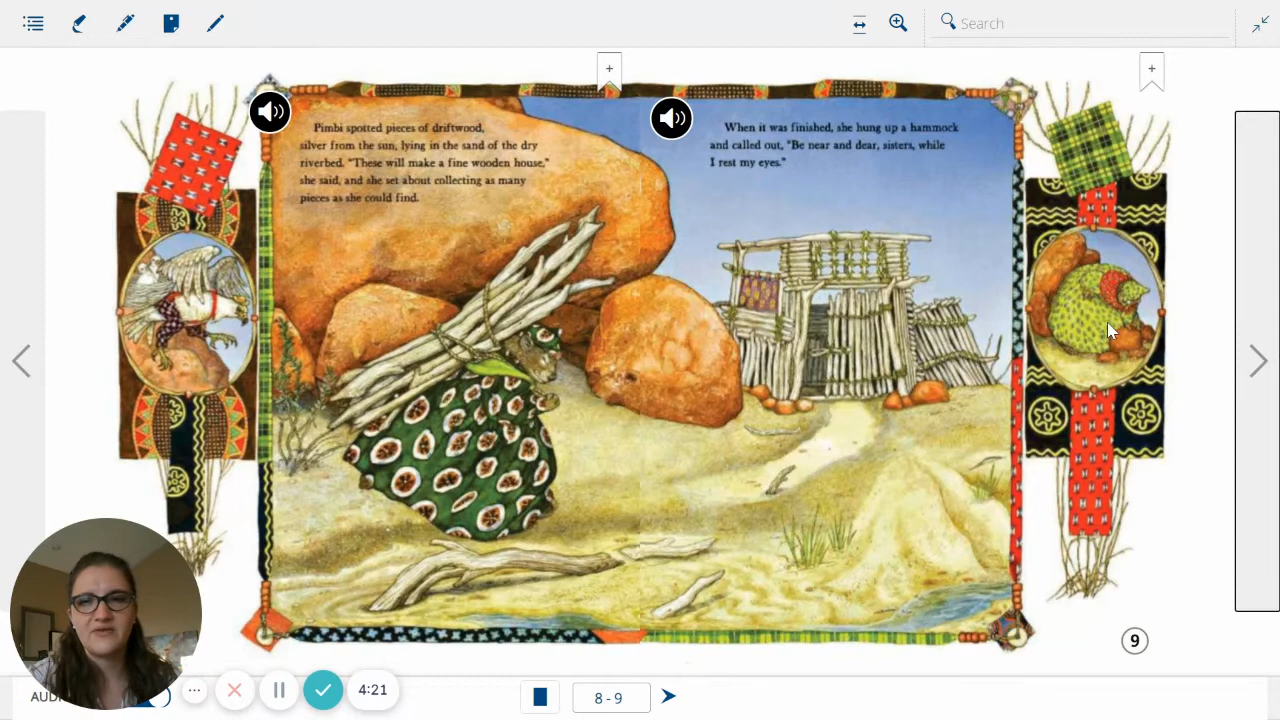 Search
+
+
Pimbi spotted pieces of driftwood,
silver from the sun, lying in the sand of the dry
riverbed. "These will make a fine wooden house,"
she said, and she set about collecting as many
pieces as she could find.
When it was finished, she hung up a hammock
and called out, "Be near and dear, sisters, while
I rest my eyes."
9
4:21
8 - 9